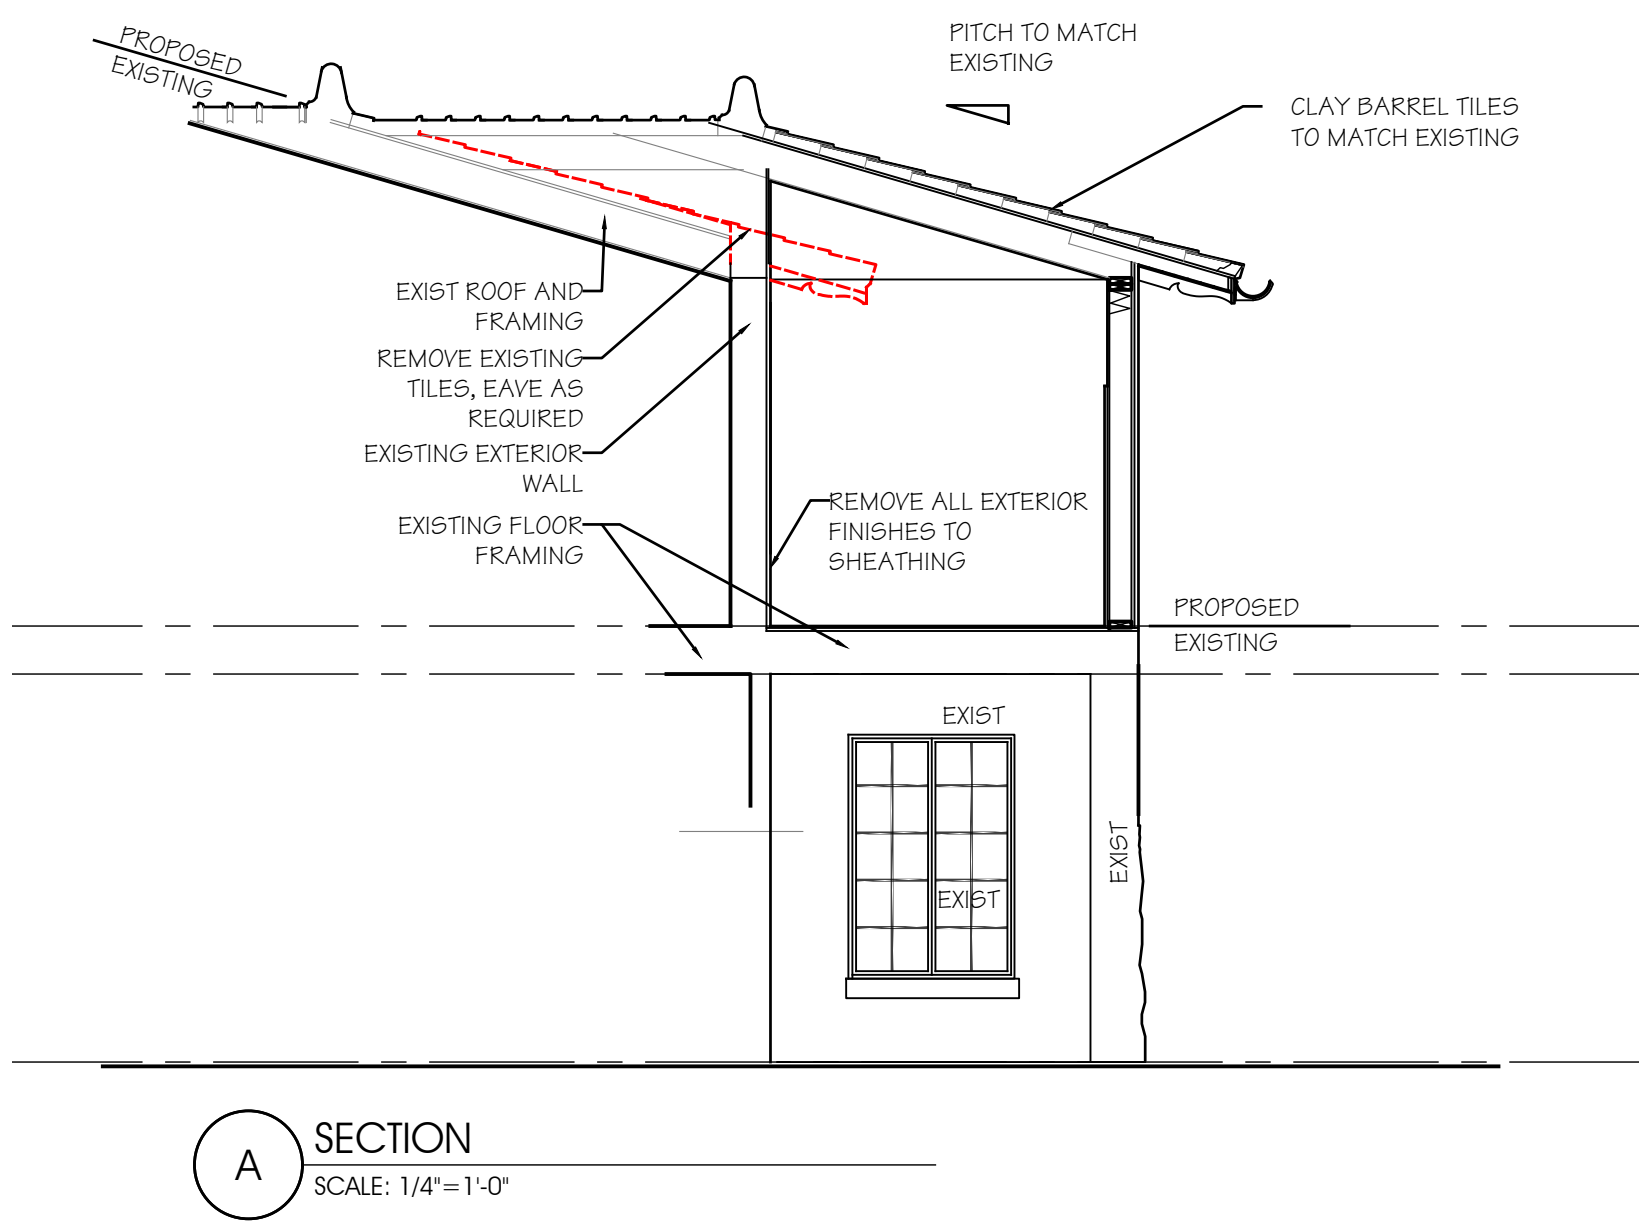 PROPOSED
EXISTING
PITCH TO MATCH
EXISTING
CLAY BARREL TILES
TO MATCH EXISTING
EXIST ROOF AND
FRAMING
REMOVE EXISTING
TILES, EAVE AS
REQUIRED
EXISTING EXTERIOR
WALL
EXISTING FLOOR
FRAMING
REMOVE ALL EXTERIOR
FINISHES TO
SHEATHING
PROPOSED
EXISTING
EXIST
EXIST
EXIST
A
SECTION
SCALE: 1/4"=1'-0"